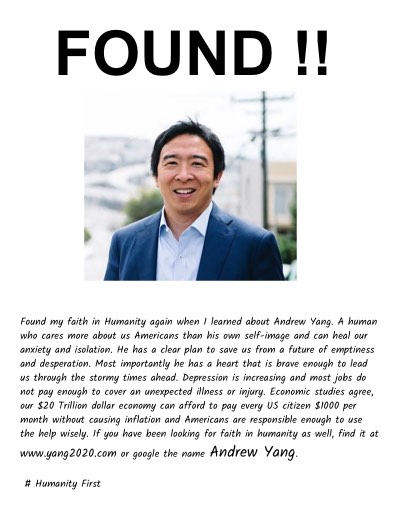 FOUND !!
Found my faith in Humanity again when I learned about Andrew Yang. A human
who cares more about us Americans than his own self-image and can heal our
anxiety and isolation. He has a clear plan to save us from a future of emptiness
and desperation. Most importantly he has a heart that is brave enough to lead
us through the stormy times ahead. Depression is increasing and most jobs do
not pay enough to cover an unexpected illness or injury. Economic studies agree,
our $20 Trillion dollar economy can afford to pay every US citizen $1000 per
month without causing inflation and Americans are responsible enough to use
the help wisely. If you have been looking for faith in humanity as well, find it at
www.yang2020.com or google the name Andrew Yang.
# Humanity First